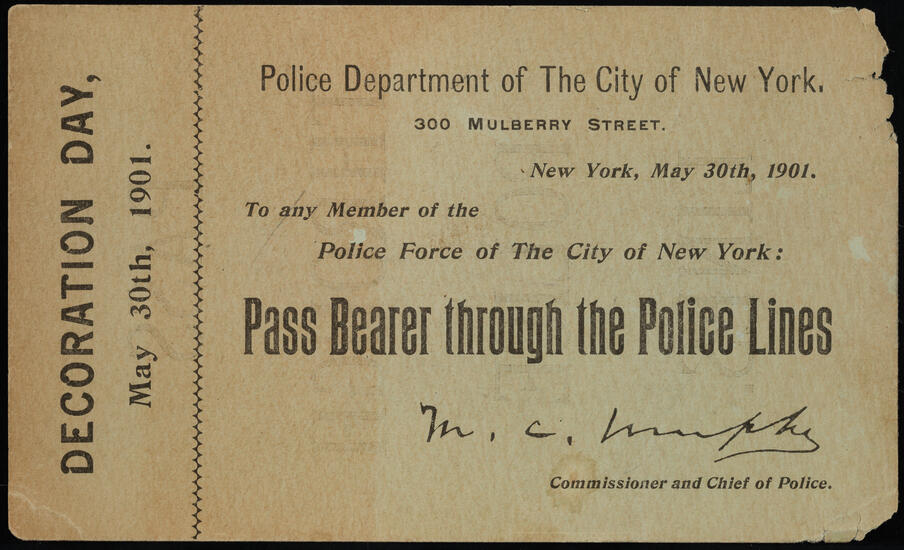 DECORATION DAY,
May 30th, 1901.
Police Department of The City of New York.
300 MULBERRY STREET.
New York, May 30th, 1901.
To any Member of the
Police Force of The City of New York:
Pass Bearer through the Police Lines
M. C. Murphy
Commissioner and Chief of Police.